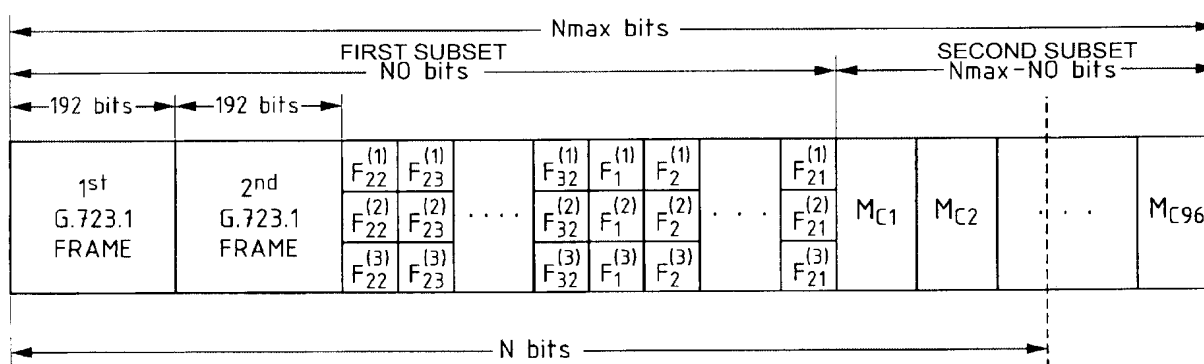 Nmax bits
FIRST SUBSET
NO bits
SECOND SUBSET
Nmax-NO bits
192 bits
192 bits
1st
G.723.1
FRAME
2nd
G.723.1
FRAME
F22(1) F23(1) F32(1) F1(1) F2(1) F21(1)
F22(2) F23(2) .... F32(2) F1(2) F2(2) . . . F21(2)
F22(3) F23(3) F32(3) F1(3) F2(3) F21(3)
MC1 MC2 . . . MC96
N bits